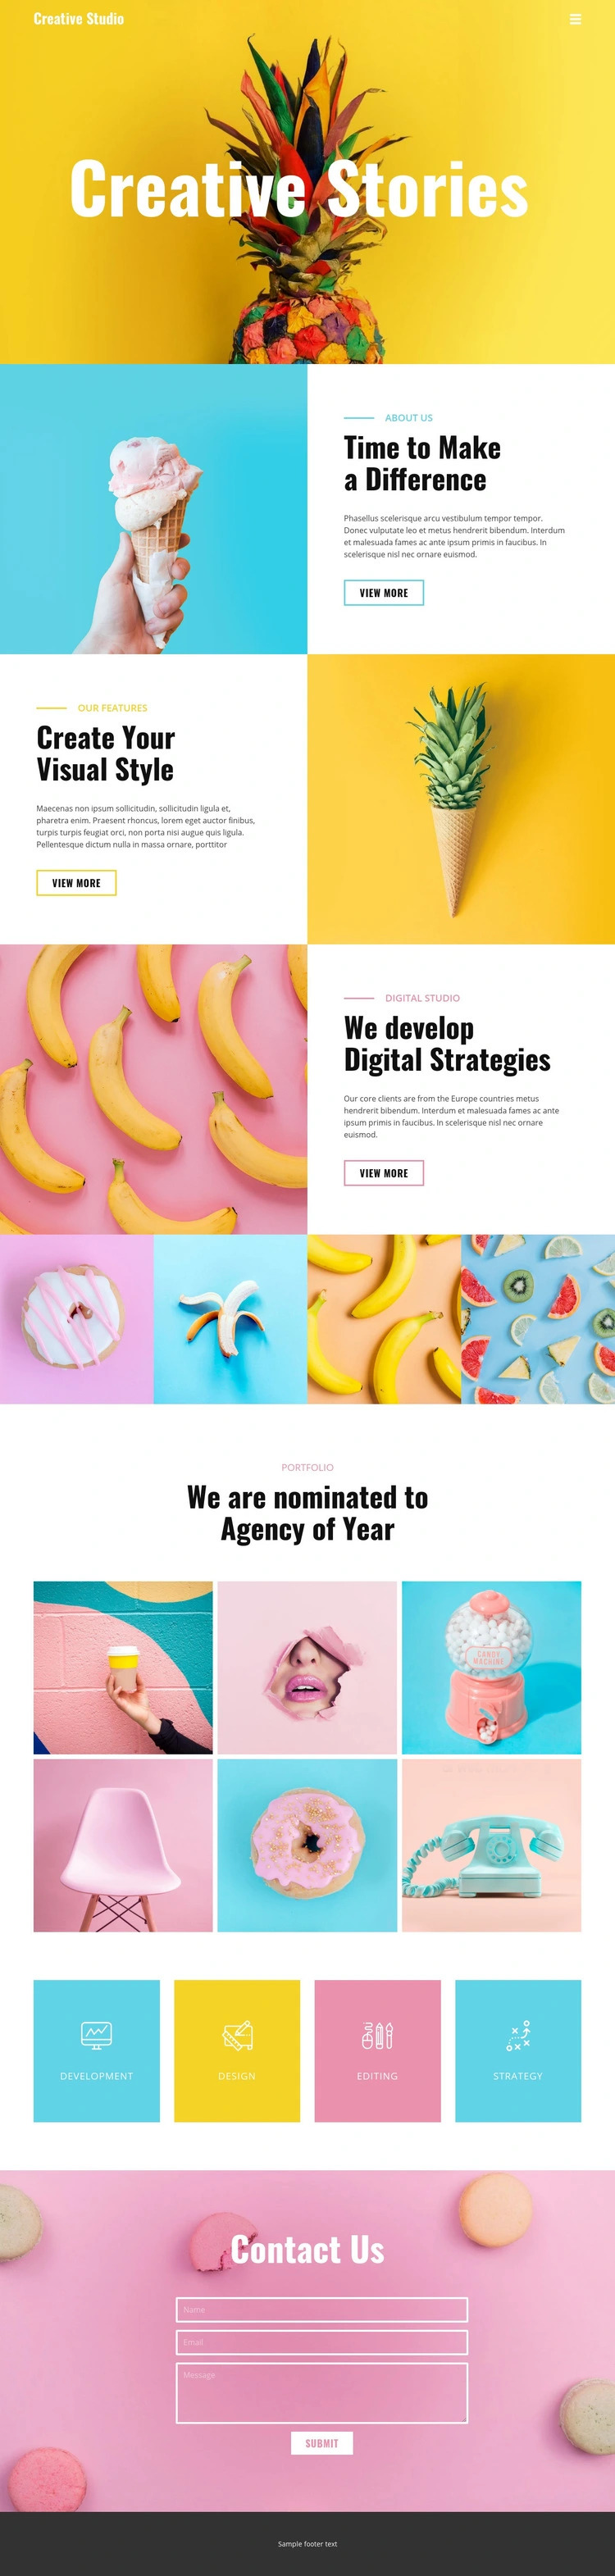 Creative Studio
Creative Stories
ABOUT US
Time to Make
a Difference
Phasellus scelerisque arcu vestibulum tempor tempor.
Donec vulputate leo et metus hendrerit bibendum. Interdum
et malesuada fames ac ante ipsum primis in faucibus. In
scelerisque nisl nec ornare euismod.
VIEW MORE
OUR FEATURES
Create Your
Visual Style
Maecenas non ipsum sollicitudin, sollicitudin ligula et,
pharetra enim. Praesent rhoncus, lorem eget auctor finibus,
turpis turpis feugiat orci, non porta nisi augue quis ligula.
Pellentesque dictum nulla in massa ornare, porttitor
VIEW MORE
DIGITAL STUDIO
We develop
Digital Strategies
Our core clients are from the Europe countries metus
hendrerit bibendum. Interdum et malesuada fames ac ante
ipsum primis in faucibus. In scelerisque nisl nec ornare
euismod.
VIEW MORE
PORTFOLIO
We are nominated to
Agency of Year
CANDY
MACHINE
DEVELOPMENT
DESIGN
EDITING
STRATEGY
Contact Us
Name
Email
Message
SUBMIT
Sample footer text